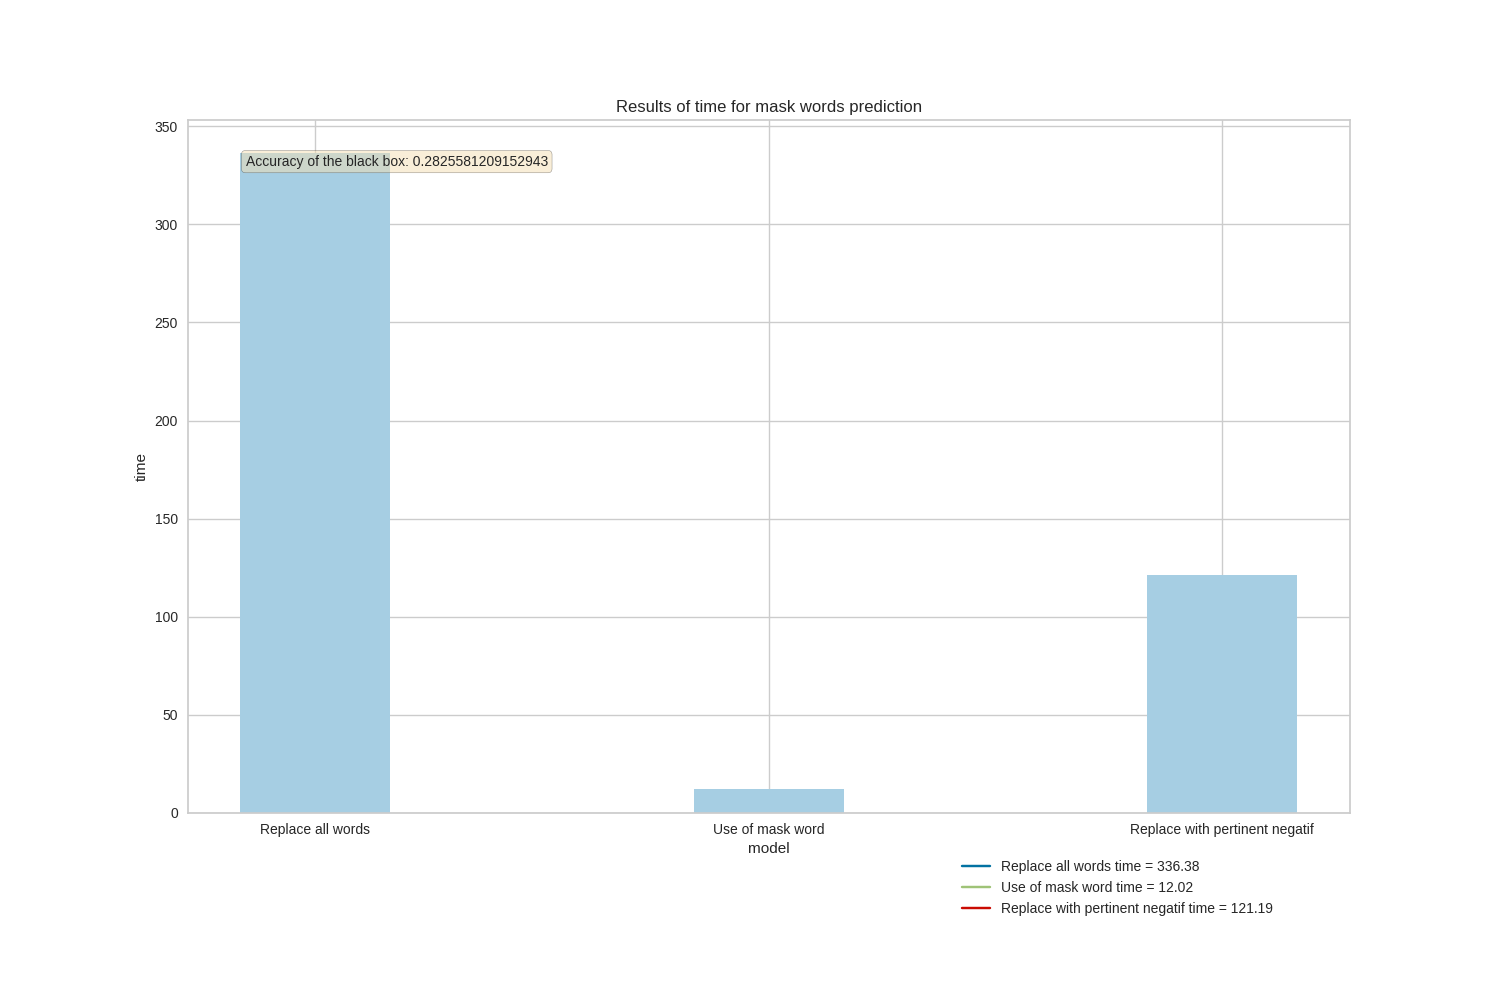 Results of time for mask words prediction
350
Accuracy of the black box: 0.2825581209152943
300
250
200
150
100
50
0
time
Replace all words
Use of mask word
Replace with pertinent negatif
model
Replace all words time = 336.38
Use of mask word time = 12.02
Replace with pertinent negatif time = 121.19